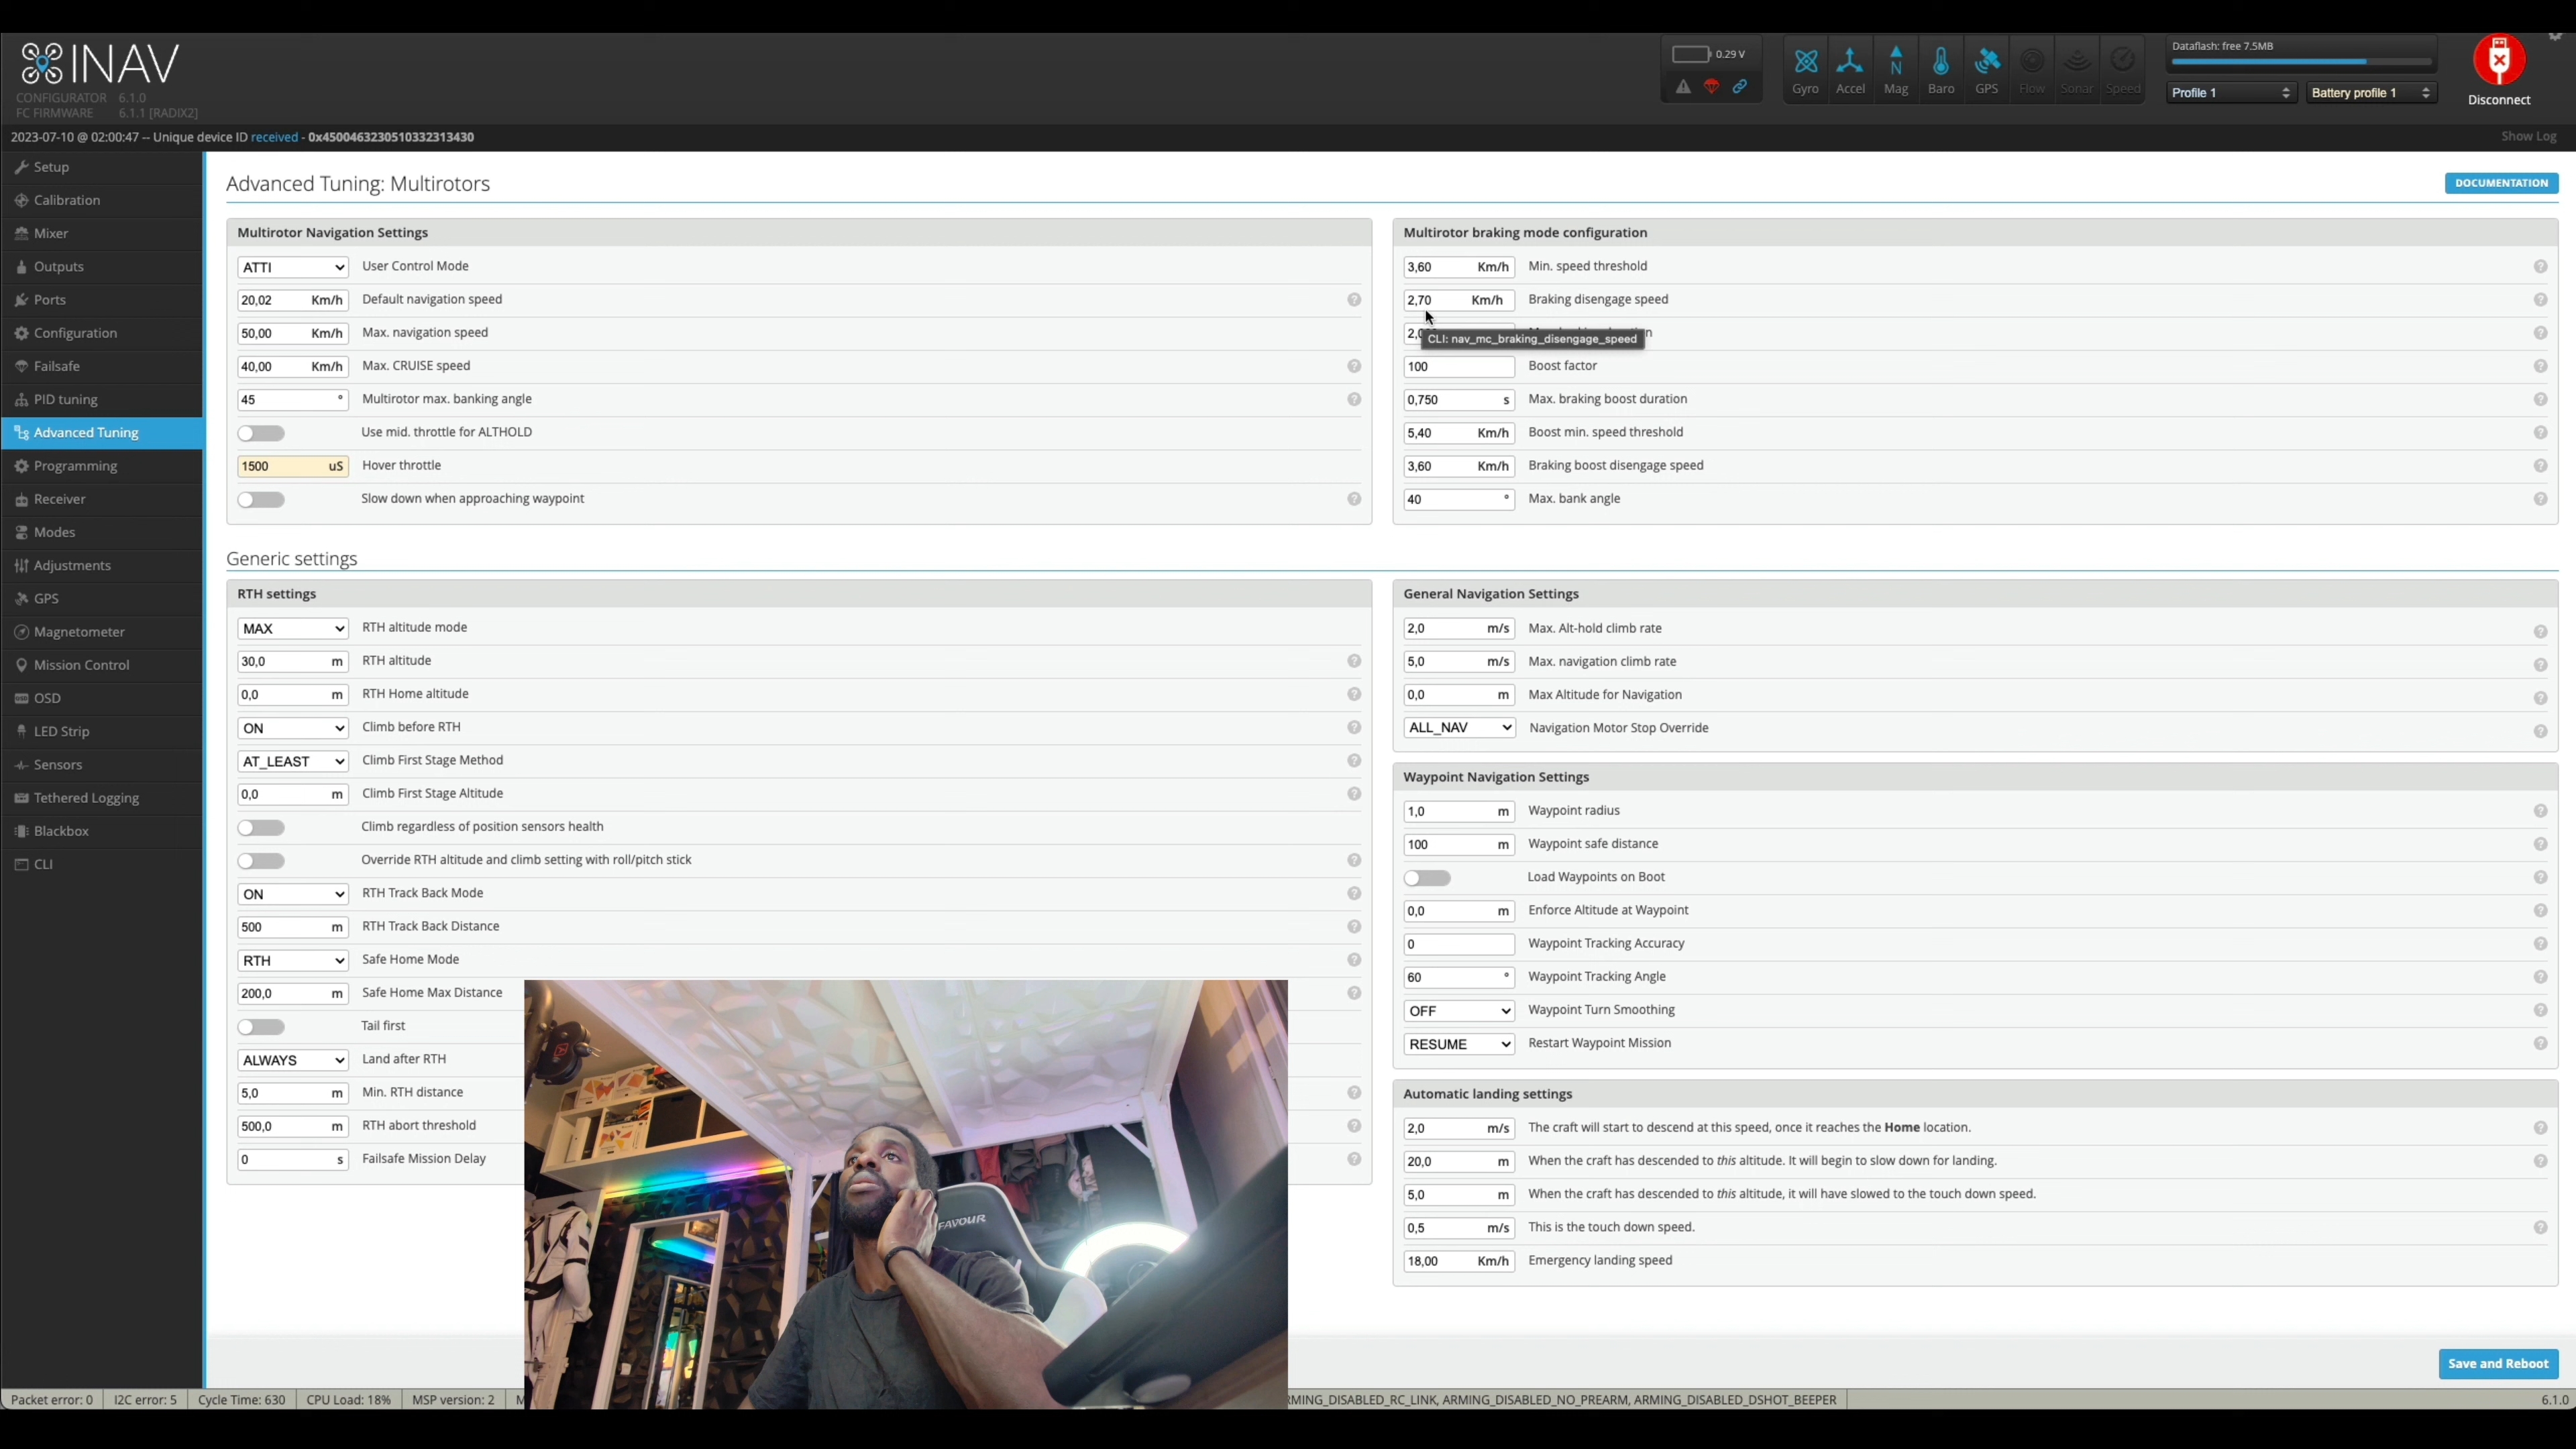 INAV
CONFIGURATOR 6.1.0
FC FIRMWARE 6.1.1 [RADIX2]
0.29 V
Gyro
Accel
Mag
Baro
GPS
Flow
Sonar
Speed
Dataflash: free 7.5MB
Profile 1
Battery profile 1
Disconnect
2023-07-10 @ 02:00:47 -- Unique device ID received - 0x4500463230510332313430
Show Log
Setup
Calibration
Mixer
Outputs
Ports
Configuration
Failsafe
PID tuning
Advanced Tuning
Programming
Receiver
Modes
Adjustments
GPS
Magnetometer
Mission Control
OSD
LED Strip
Sensors
Tethered Logging
Blackbox
CLI
Advanced Tuning: Multirotors
DOCUMENTATION
Multirotor Navigation Settings
ATTI User Control Mode
20,02 Km/h Default navigation speed
50,00 Km/h Max. navigation speed
40,00 Km/h Max. CRUISE speed
45 ° Multirotor max. banking angle
Use mid. throttle for ALTHOLD
1500 uS Hover throttle
Slow down when approaching waypoint
Multirotor braking mode configuration
3,60 Km/h Min. speed threshold
2,70 Km/h Braking disengage speed
CLI: nav_mc_braking_disengage_speed
100 Boost factor
0,750 s Max. braking boost duration
5,40 Km/h Boost min. speed threshold
3,60 Km/h Braking boost disengage speed
40 ° Max. bank angle
Generic settings
RTH settings
MAX RTH altitude mode
30,0 m RTH altitude
0,0 m RTH Home altitude
ON Climb before RTH
AT_LEAST Climb First Stage Method
0,0 m Climb First Stage Altitude
Climb regardless of position sensors health
Override RTH altitude and climb setting with roll/pitch stick
ON RTH Track Back Mode
500 m RTH Track Back Distance
RTH Safe Home Mode
200,0 m Safe Home Max Distance
Tail first
ALWAYS Land after RTH
5,0 m Min. RTH distance
500,0 m RTH abort threshold
0 s Failsafe Mission Delay
General Navigation Settings
2,0 m/s Max. Alt-hold climb rate
5,0 m/s Max. navigation climb rate
0,0 m Max Altitude for Navigation
ALL_NAV Navigation Motor Stop Override
Waypoint Navigation Settings
1,0 m Waypoint radius
100 m Waypoint safe distance
Load Waypoints on Boot
0,0 m Enforce Altitude at Waypoint
0 Waypoint Tracking Accuracy
60 ° Waypoint Tracking Angle
OFF Waypoint Turn Smoothing
RESUME Restart Waypoint Mission
Automatic landing settings
2,0 m/s The craft will start to descend at this speed, once it reaches the Home location.
20,0 m When the craft has descended to this altitude. It will begin to slow down for landing.
5,0 m When the craft has descended to this altitude, it will have slowed to the touch down speed.
0,5 m/s This is the touch down speed.
18,00 Km/h Emergency landing speed
FAVOUR
Save and Reboot
Packet error: 0 I2C error: 5 Cycle Time: 630 CPU Load: 18% MSP version: 2 ARMING_DISABLED_NO_PREARM, ARMING_DISABLED_DSHOT_BEEPER 6.1.0